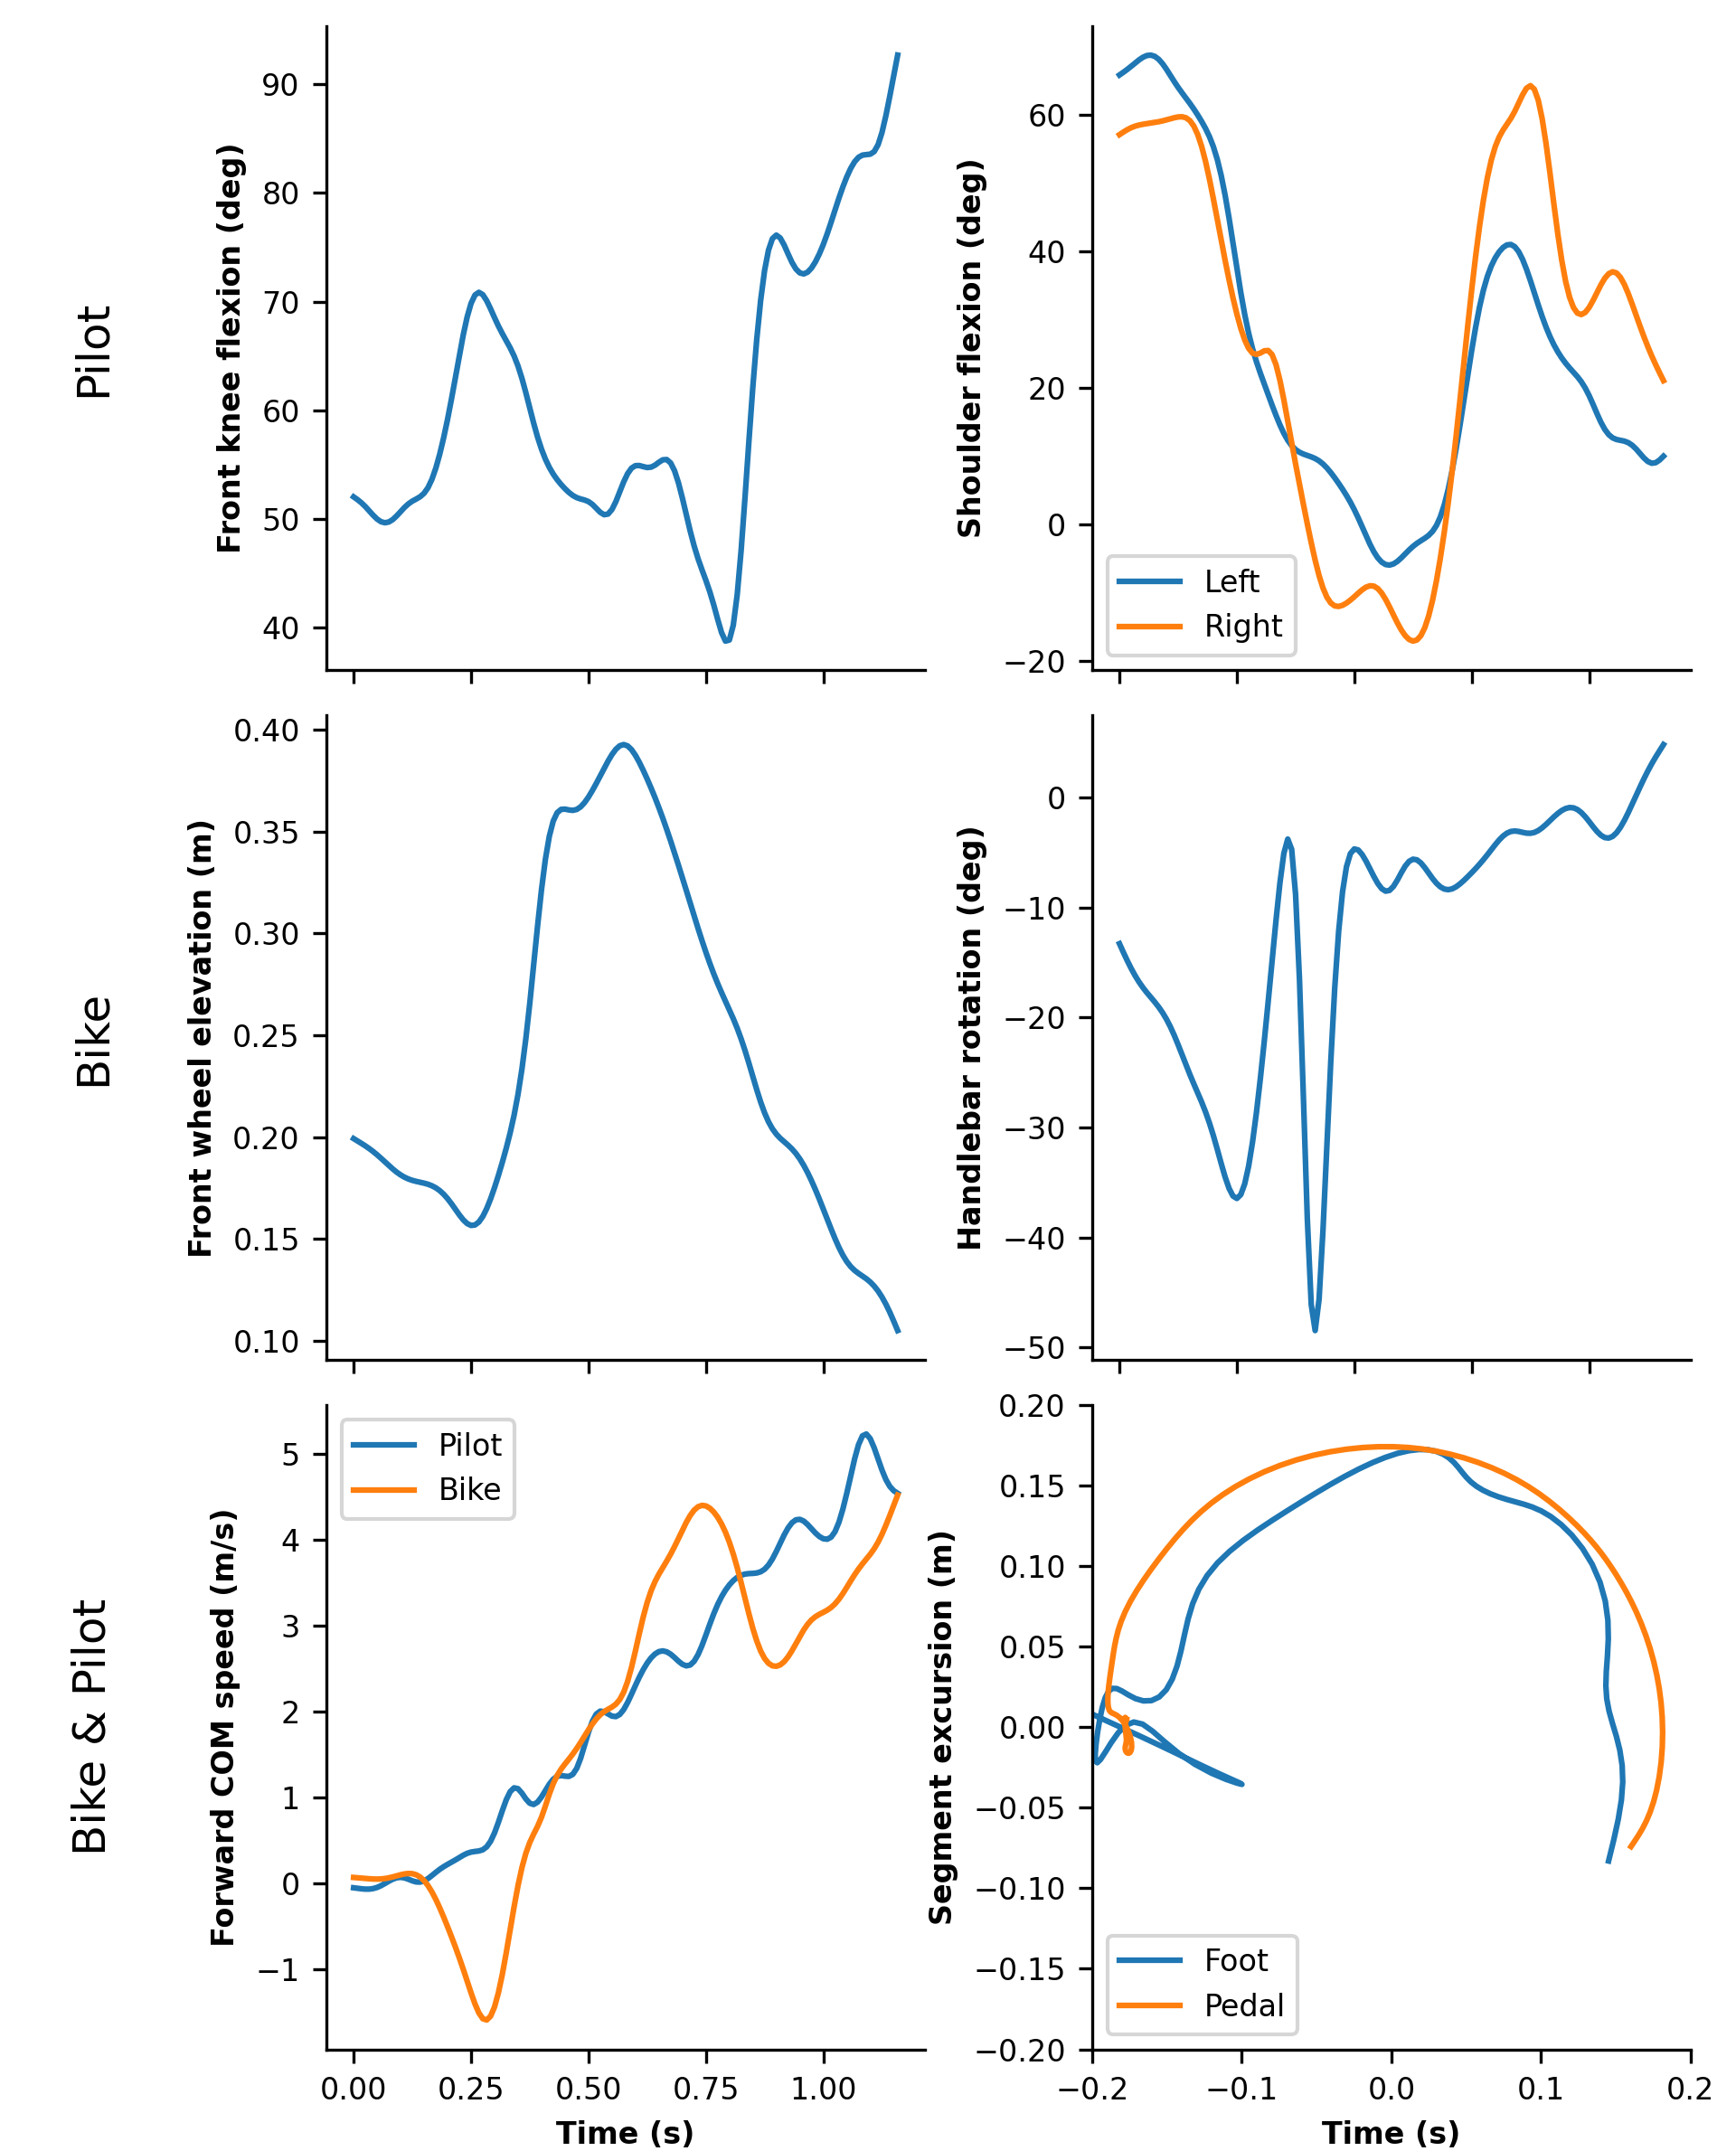 Pilot
Front knee flexion (deg)
90
80
70
60
50
40
Shoulder flexion (deg)
60
40
20
0
−20
Left
Right
Bike
Front wheel elevation (m)
0.40
0.35
0.30
0.25
0.20
0.15
0.10
Handlebar rotation (deg)
0
−10
−20
−30
−40
−50
Bike & Pilot
Forward COM speed (m/s)
5
4
3
2
1
0
−1
Pilot
Bike
0.00 0.25 0.50 0.75 1.00
Time (s)
Segment excursion (m)
0.20
0.15
0.10
0.05
0.00
−0.05
−0.10
−0.15
−0.20
Foot
Pedal
−0.2 −0.1 0.0 0.1 0.2
Time (s)